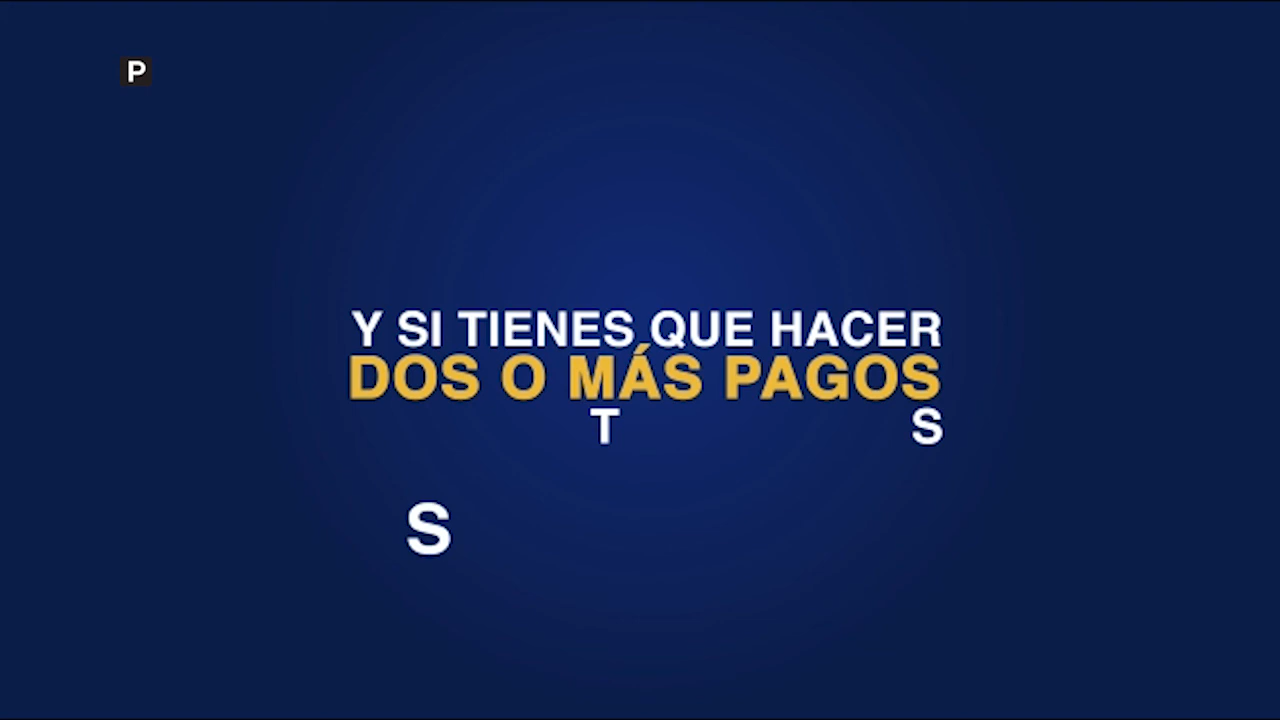 P
Y SI TIENES QUE HACER
DOS O MÁS PAGOS
T S
S